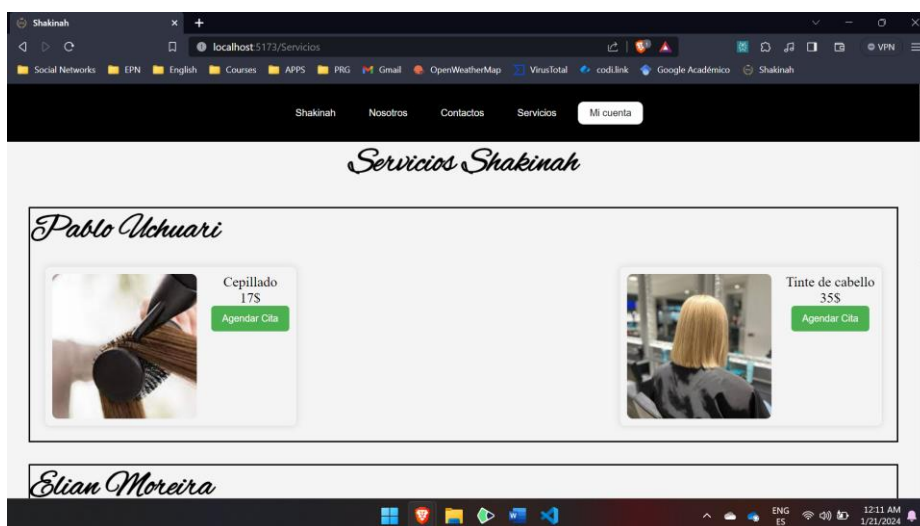 Shakinah
localhost:5173/Servicios
VPN
Social Networks EPN English Courses APPS PRG Gmail OpenWeatherMap VirusTotal codi.link Google Académico Shakinah
Shakinah Nosotros Contactos Servicios Mi cuenta
Servicios Shakinah
Pablo Uchuari
Cepillado
17$
Agendar Cita
Tinte de cabello
35$
Agendar Cita
Elian Moreira
ENG
ES
12:11 AM
1/21/2024